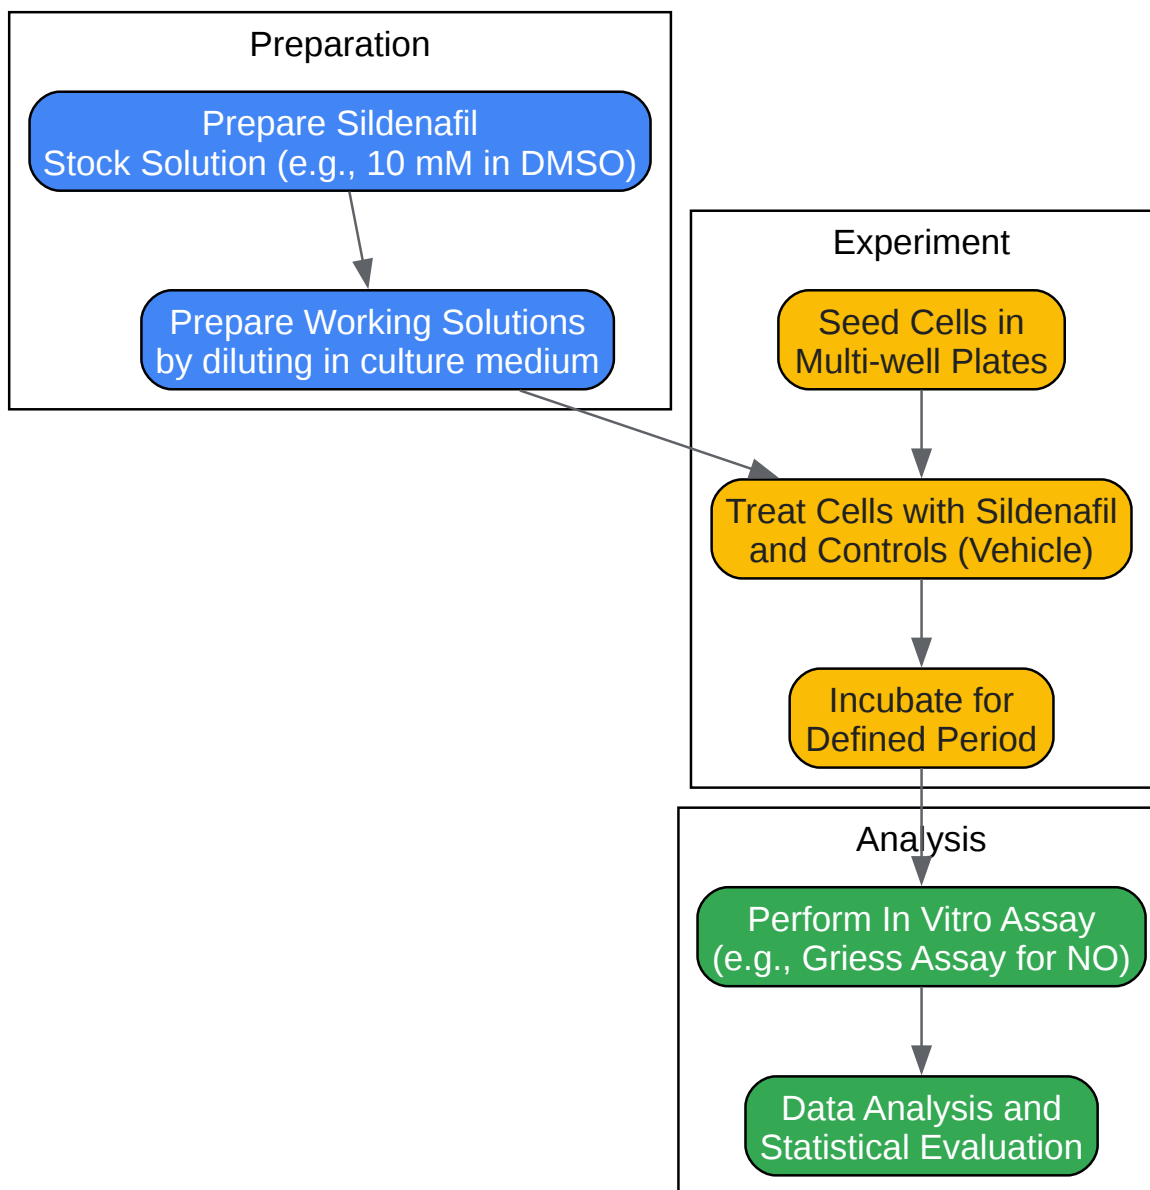 Preparation
Prepare Sildenafil
Stock Solution (e.g., 10 mM in DMSO)
Prepare Working Solutions
by diluting in culture medium
Experiment
Seed Cells in
Multi-well Plates
Treat Cells with Sildenafil
and Controls (Vehicle)
Incubate for
Defined Period
Analysis
Perform In Vitro Assay
(e.g., Griess Assay for NO)
Data Analysis and
Statistical Evaluation